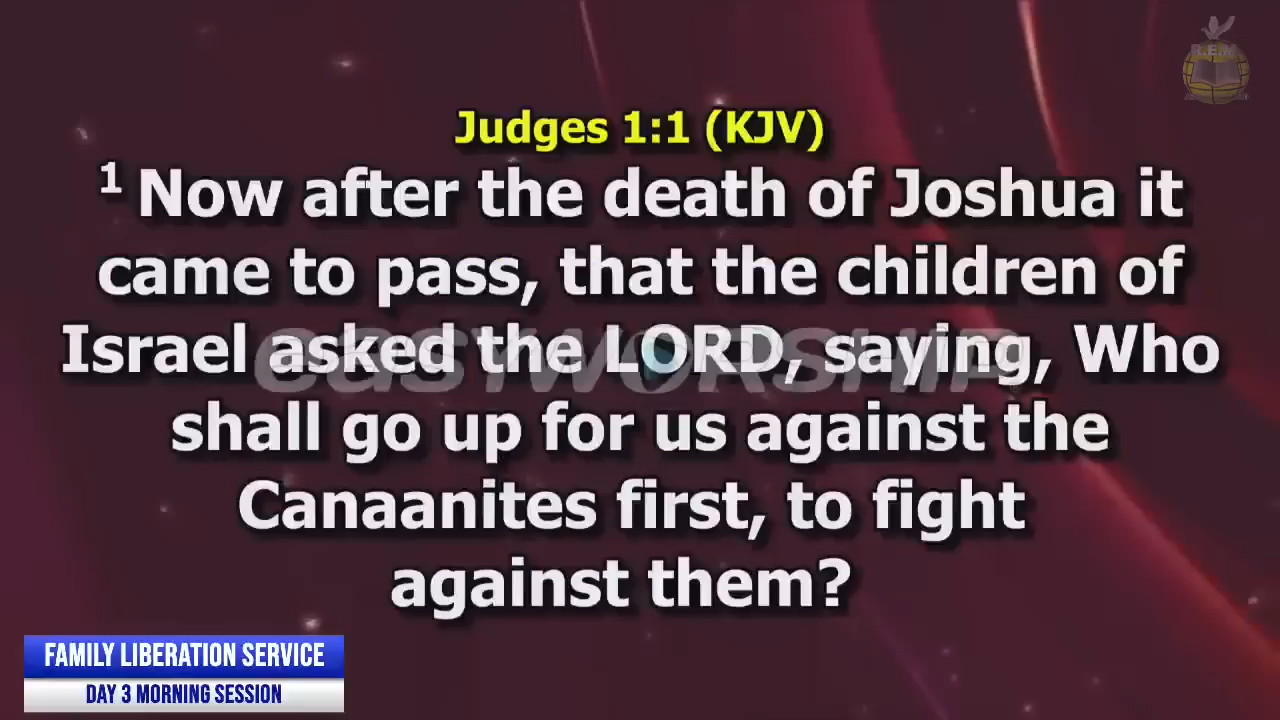 R.E.M
Judges 1:1 (KJV)
1 Now after the death of Joshua it
came to pass, that the children of
Israel asked the LORD, saying, Who
shall go up for us against the
Canaanites first, to fight
against them?
easyworship
FAMILY LIBERATION SERVICE
DAY 3 MORNING SESSION